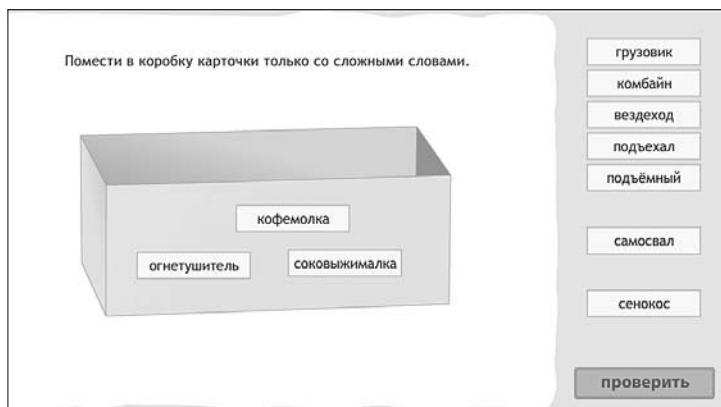 Помести в коробку карточки только со сложными словами.
кофемолка
огнетушитель
соковыжималка
грузовик
комбайн
вездеход
подъехал
подъёмный
самосвал
сенокос
проверить